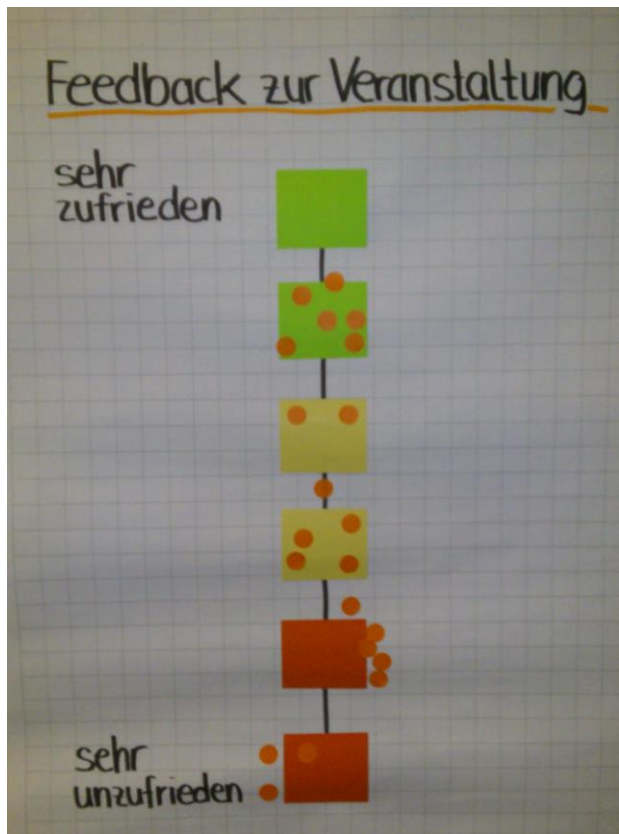 Feedback zur Veranstaltung
sehr
zufrieden
sehr
unzufrieden